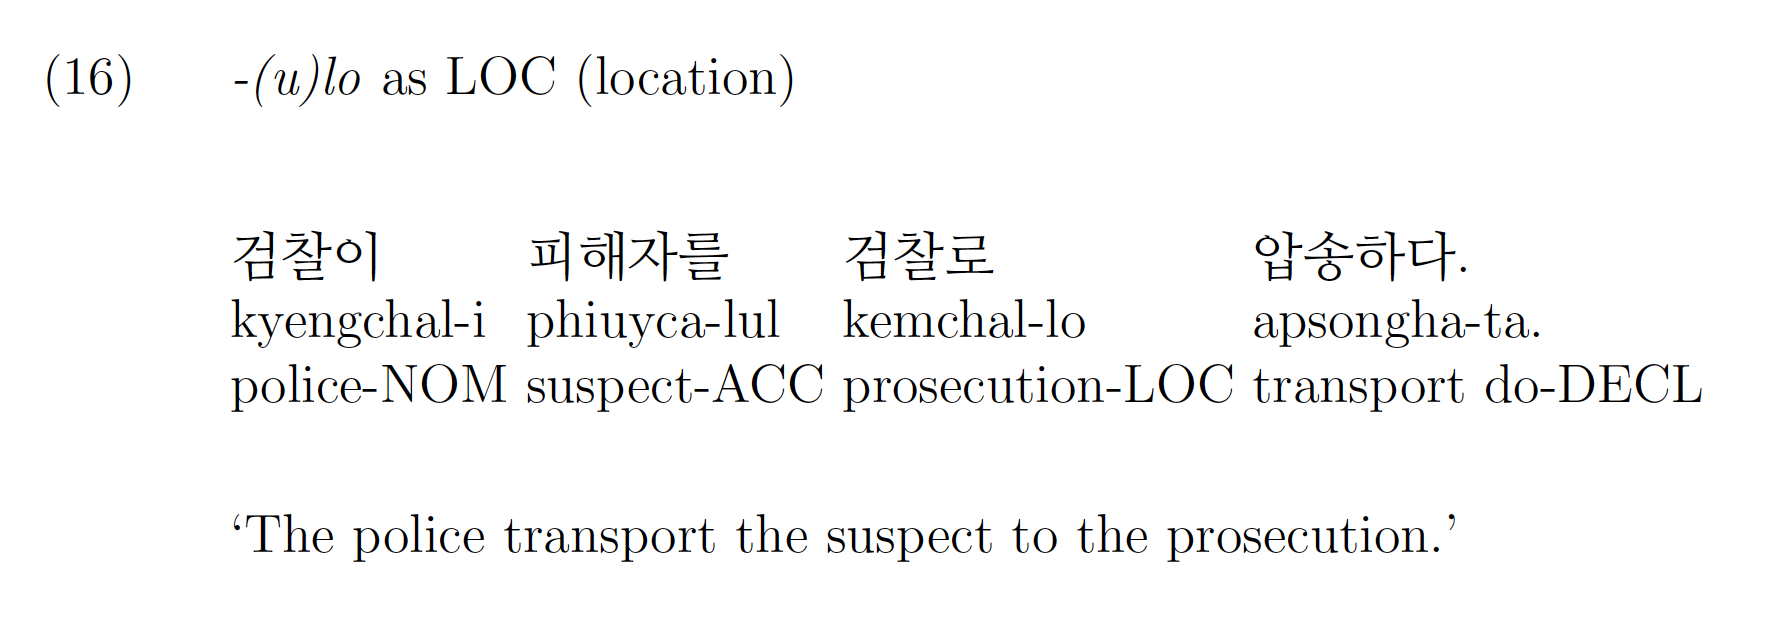 (16) -(u)lo as LOC (location)
검찰이 피해자를 검찰로 압송하다.
kyengchal-i phiuyca-lul kemchal-lo apsongha-ta.
police-NOM suspect-ACC prosecution-LOC transport do-DECL
‘The police transport the suspect to the prosecution.’